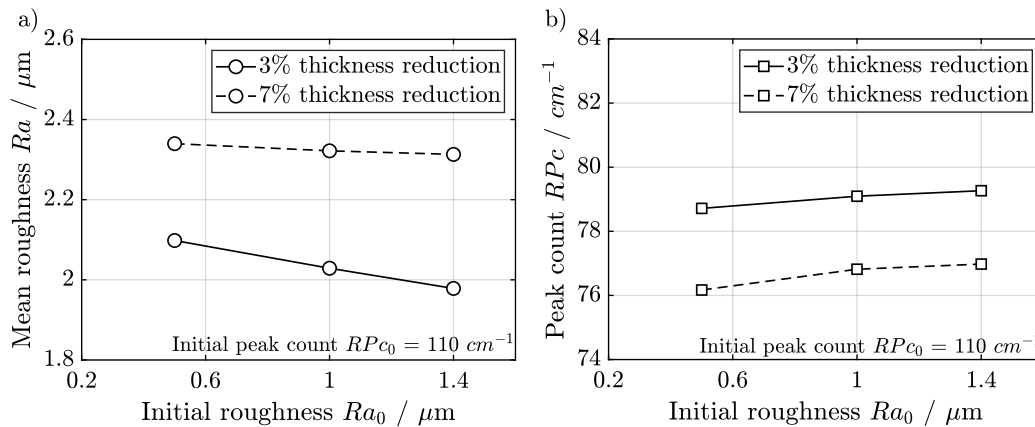 a)
2.6
2.4
2.2
2
1.8
0.2
0.6
1
1.4
Mean roughness Ra / μm
Initial roughness Ra₀ / μm
3% thickness reduction
7% thickness reduction
Initial peak count RPc₀ = 110 cm⁻¹
b)
84
82
80
78
76
74
0.2
0.6
1
1.4
Peak count RPc / cm⁻¹
Initial roughness Ra₀ / μm
3% thickness reduction
7% thickness reduction
Initial peak count RPc₀ = 110 cm⁻